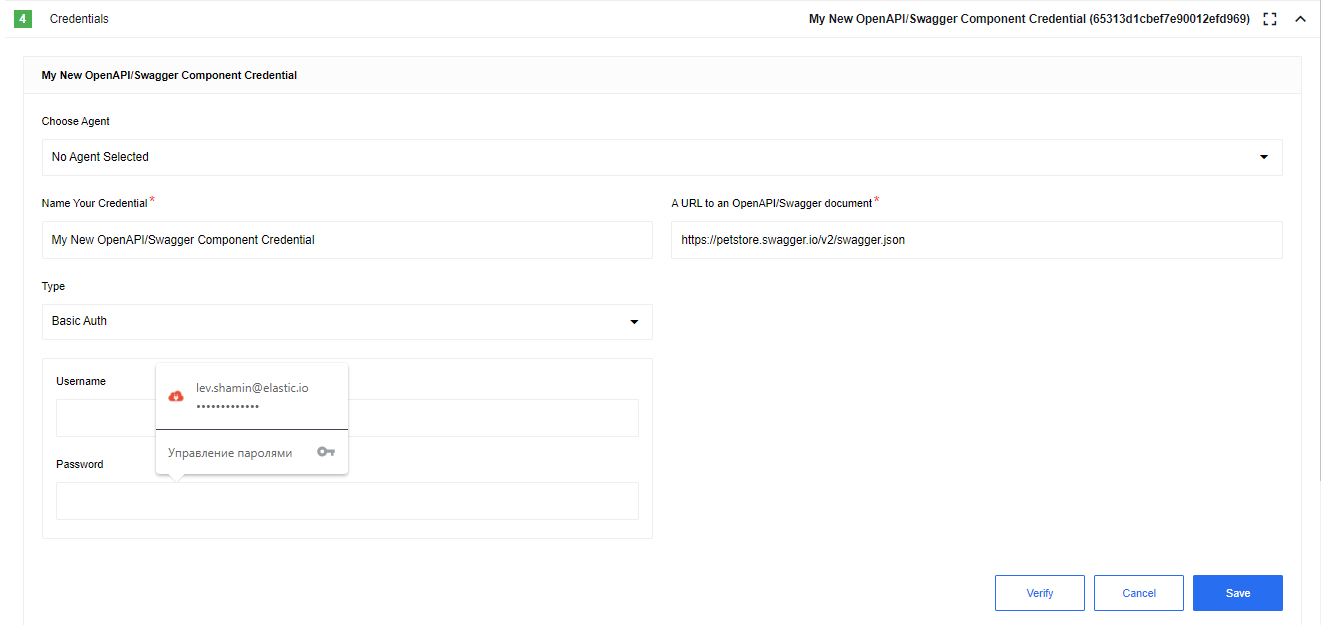 4 Credentials My New OpenAPI/Swagger Component Credential (65313d1cbef7e90012efd969)
My New OpenAPI/Swagger Component Credential
Choose Agent
No Agent Selected
Name Your Credential*
A URL to an OpenAPI/Swagger document*
My New OpenAPI/Swagger Component Credential
https://petstore.swagger.io/v2/swagger.json
Type
Basic Auth
Username
lev.shamin@elastic.io
•••••••••••••
Управление паролями
Password
Verify Cancel Save